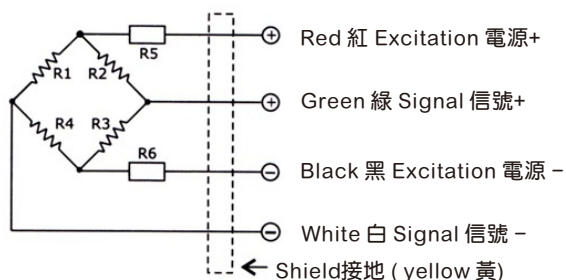 R5
Red 紅 Excitation 電源+
R1 R2
Green 綠 Signal 信號+
R4 R3
R6
Black 黑 Excitation 電源 −
White 白 Signal 信號 −
Shield接地 ( yellow 黃)